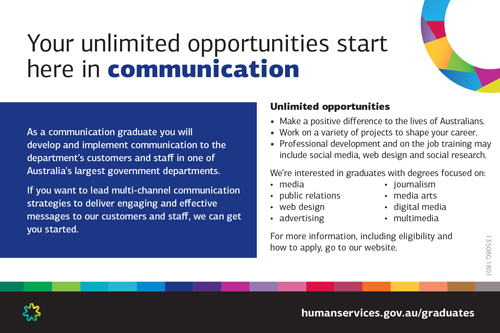 Your unlimited opportunities start
here in communication
As a communication graduate you will
develop and implement communication to the
department's customers and staff in one of
Australia's largest government departments.
If you want to lead multi-channel communication
strategies to deliver engaging and effective
messages to our customers and staff, we can get
you started.
Unlimited opportunities
• Make a positive difference to the lives of Australians.
• Work on a variety of projects to shape your career.
• Professional development and on the job training may
include social media, web design and social research.
We're interested in graduates with degrees focused on:
• media
• public relations
• web design
• advertising
• journalism
• media arts
• digital media
• multimedia
For more information, including eligibility and
how to apply, go to our website.
13508G.1801
humanservices.gov.au/graduates